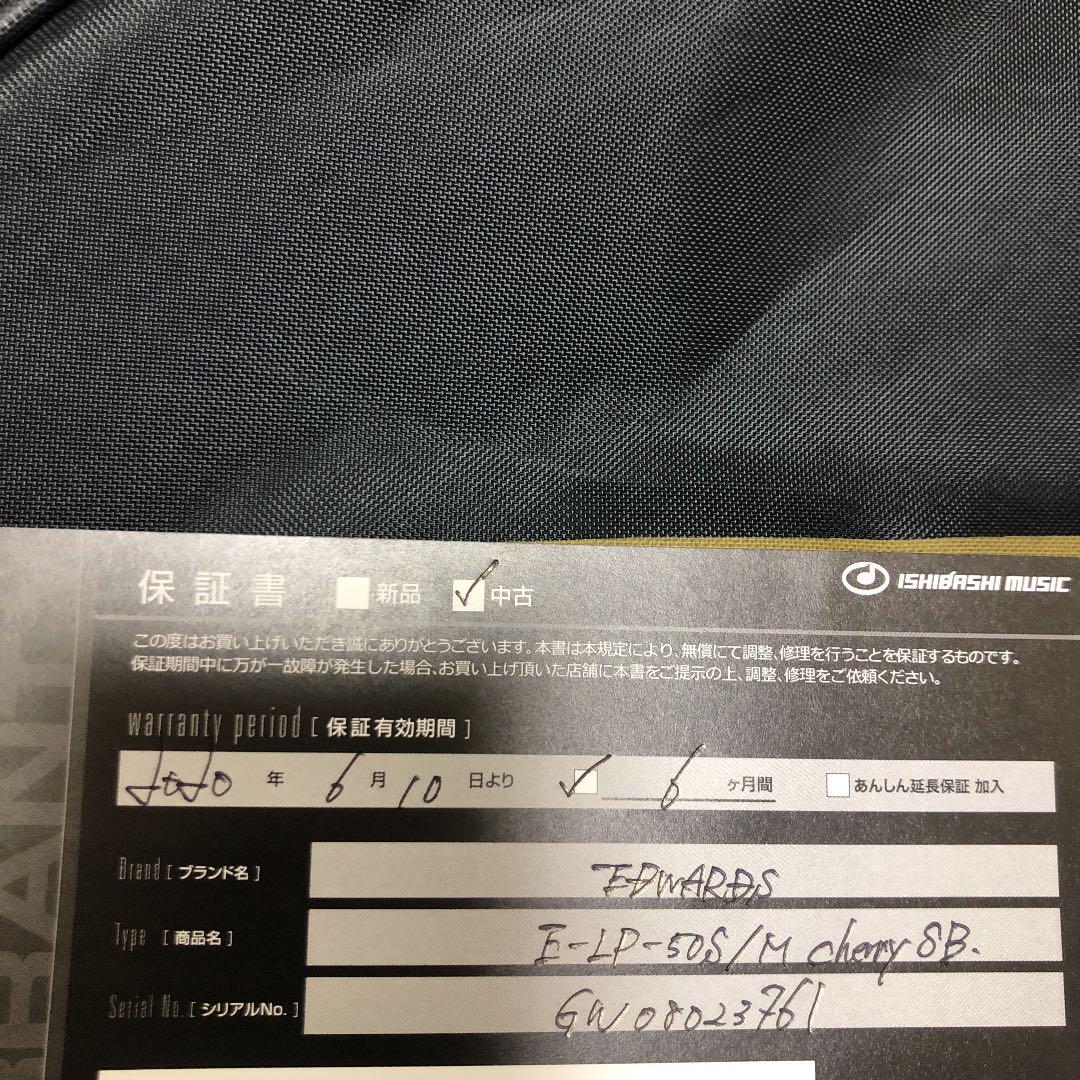 保証書 新品 ✓ 中古 ISHIBASHI MUSIC
この度はお買い上げいただき誠にありがとうございます。本書は本規定により、無償にて調整、修理を行うことを保証するものです。
保証期間中に万が一故障が発生した場合、お買い上げ頂いた店舗に本書をご提示の上、調整、修理をご依頼ください。
warranty period [ 保証有効期間 ]
2020 年 6 月 10 日より ✓ 6 ヶ月間 あんしん延長保証 加入
Brand [ ブランド名 ] EDWARDS
Type [ 商品名 ] E-LP-50S/M cherry SB.
Serial No. [ シリアルNo. ] GW08023761